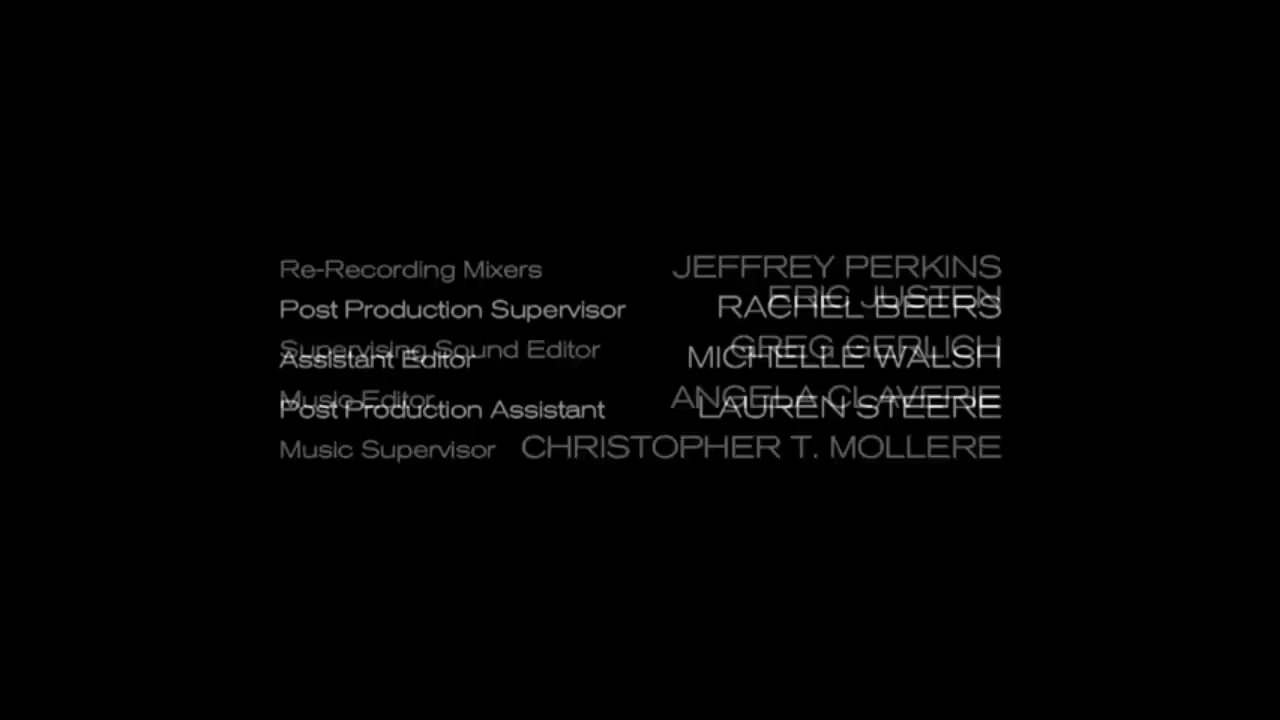 Re-Recording Mixers JEFFREY PERKINS
ERIC JUSTEN
Post Production Supervisor RACHEL BEERS
Supervising Sound Editor GREG GERLICH
Assistant Editor MICHELLE WALSH
Music Editor ANGELA CLAVERIE
Post Production Assistant LAUREN STEERE
Music Supervisor CHRISTOPHER T. MOLLERE